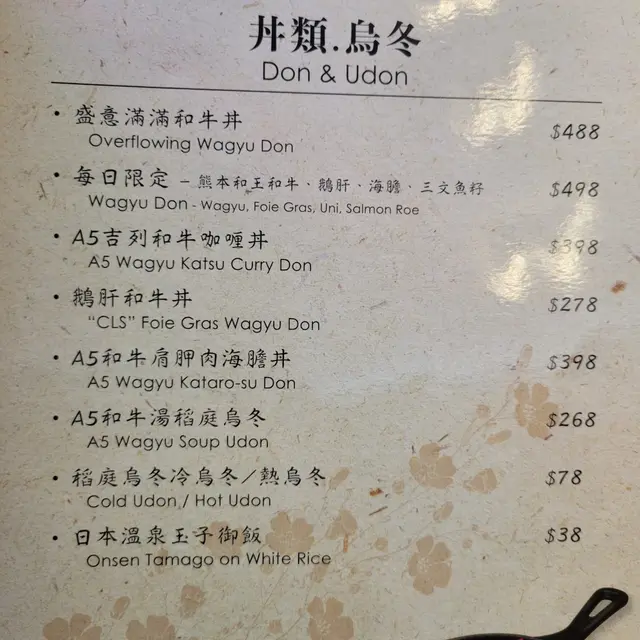 丼類.烏冬
Don & Udon
• 盛意滿滿和牛丼 $488
Overflowing Wagyu Don
• 每日限定 – 熊本和王和牛、鵝肝、海膽、三文魚籽 $498
Wagyu Don - Wagyu, Foie Gras, Uni, Salmon Roe
• A5吉列和牛咖喱丼 $398
A5 Wagyu Katsu Curry Don
• 鵝肝和牛丼 $278
"CLS" Foie Gras Wagyu Don
• A5和牛肩胛肉海膽丼 $398
A5 Wagyu Kataro-su Don
• A5和牛湯稻庭烏冬 $268
A5 Wagyu Soup Udon
• 稻庭烏冬冷烏冬/熱烏冬 $78
Cold Udon / Hot Udon
• 日本溫泉玉子御飯 $38
Onsen Tamago on White Rice